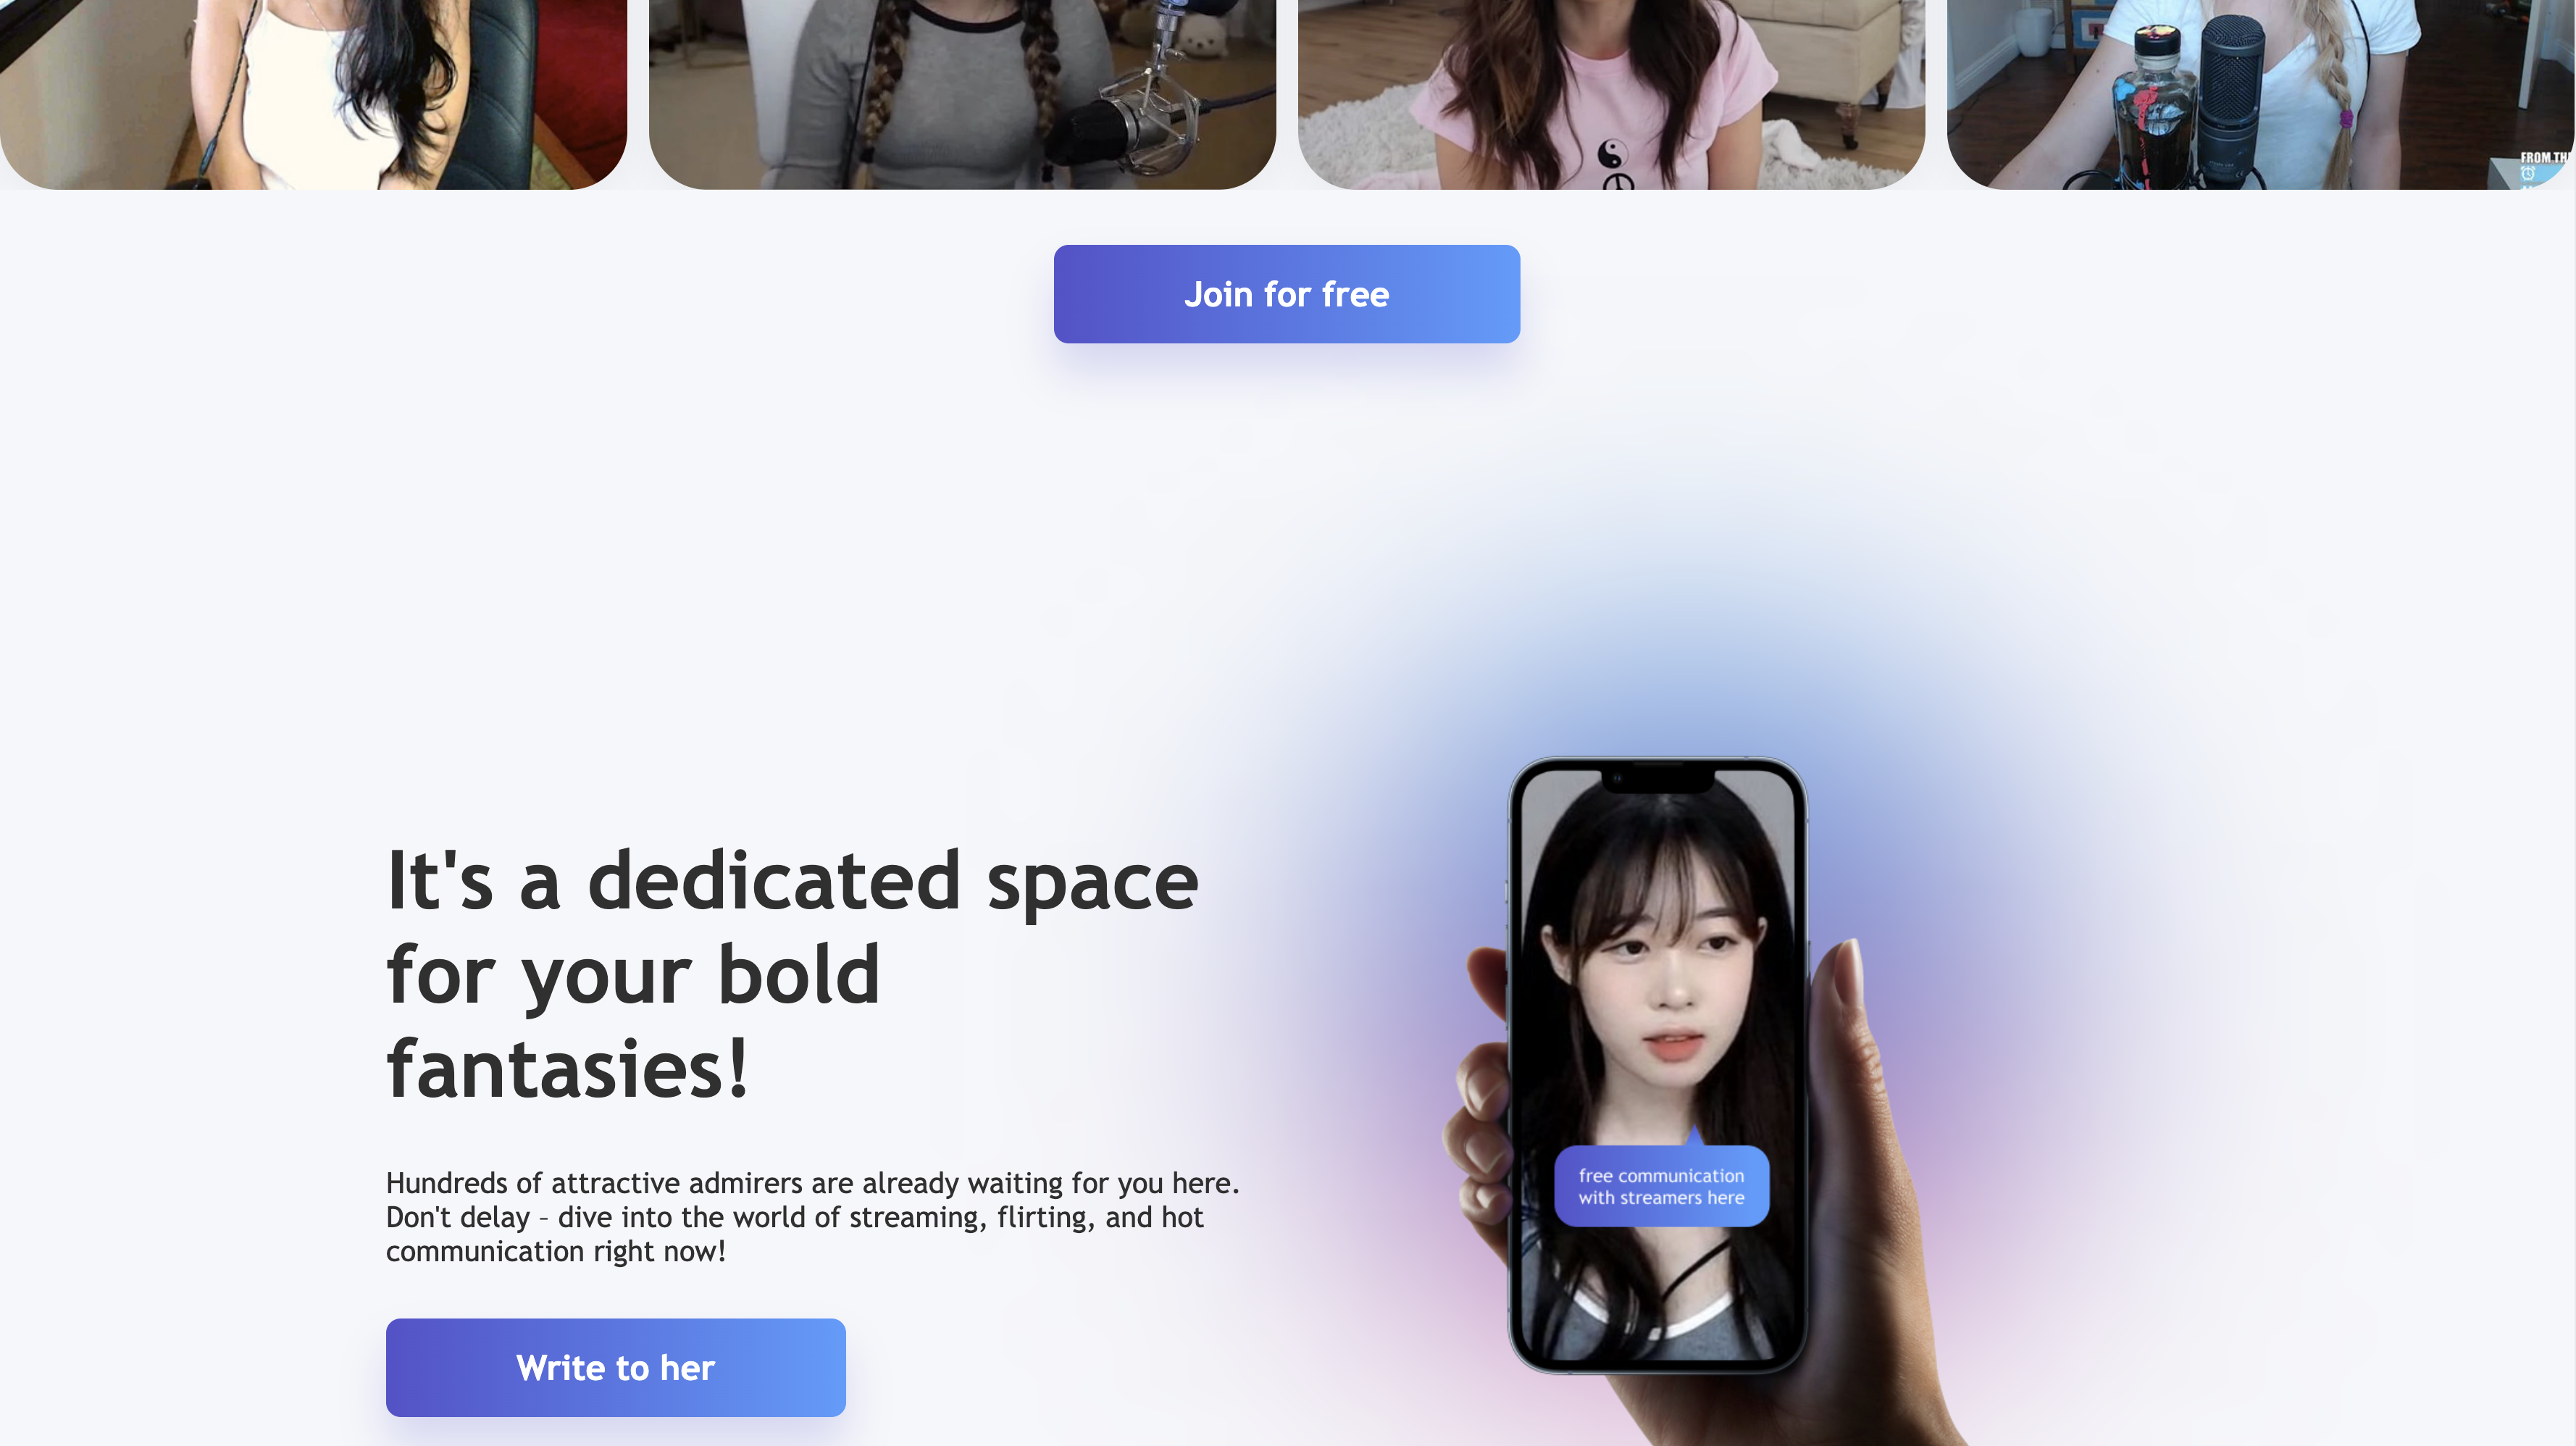 FROM TH
Join for free
It's a dedicated space
for your bold
fantasies!
Hundreds of attractive admirers are already waiting for you here.
Don't delay – dive into the world of streaming, flirting, and hot
communication right now!
Write to her
free communication
with streamers here